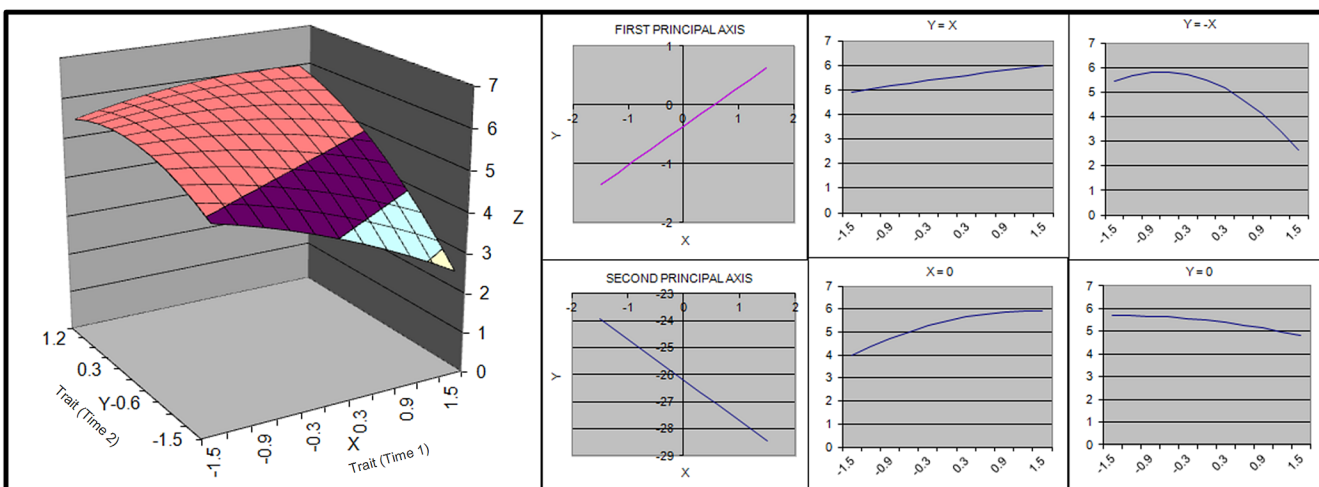 7
6
5
4
3
2
1
0
Z
1.2
0.3
Y-0.6
-1.5
Trait (Time 2)
-1.5
-0.9
-0.3
X
0.3
0.9
1.5
Trait (Time 1)
FIRST PRINCIPAL AXIS
1
0
-1
-2
-2 -1 0 1 2
Y
X
Y = X
7
6
5
4
3
2
1
0
-1.5 -0.9 -0.3 0.3 0.9 1.5
Y = -X
7
6
5
4
3
2
1
0
-1.5 -0.9 -0.3 0.3 0.9 1.5
SECOND PRINCIPAL AXIS
-2 -1 0 1 2
-23
-24
-25
-26
-27
-28
-29
Y
X
X = 0
7
6
5
4
3
2
1
0
-1.5 -0.9 -0.3 0.3 0.9 1.5
Y = 0
7
6
5
4
3
2
1
0
-1.5 -0.9 -0.3 0.3 0.9 1.5